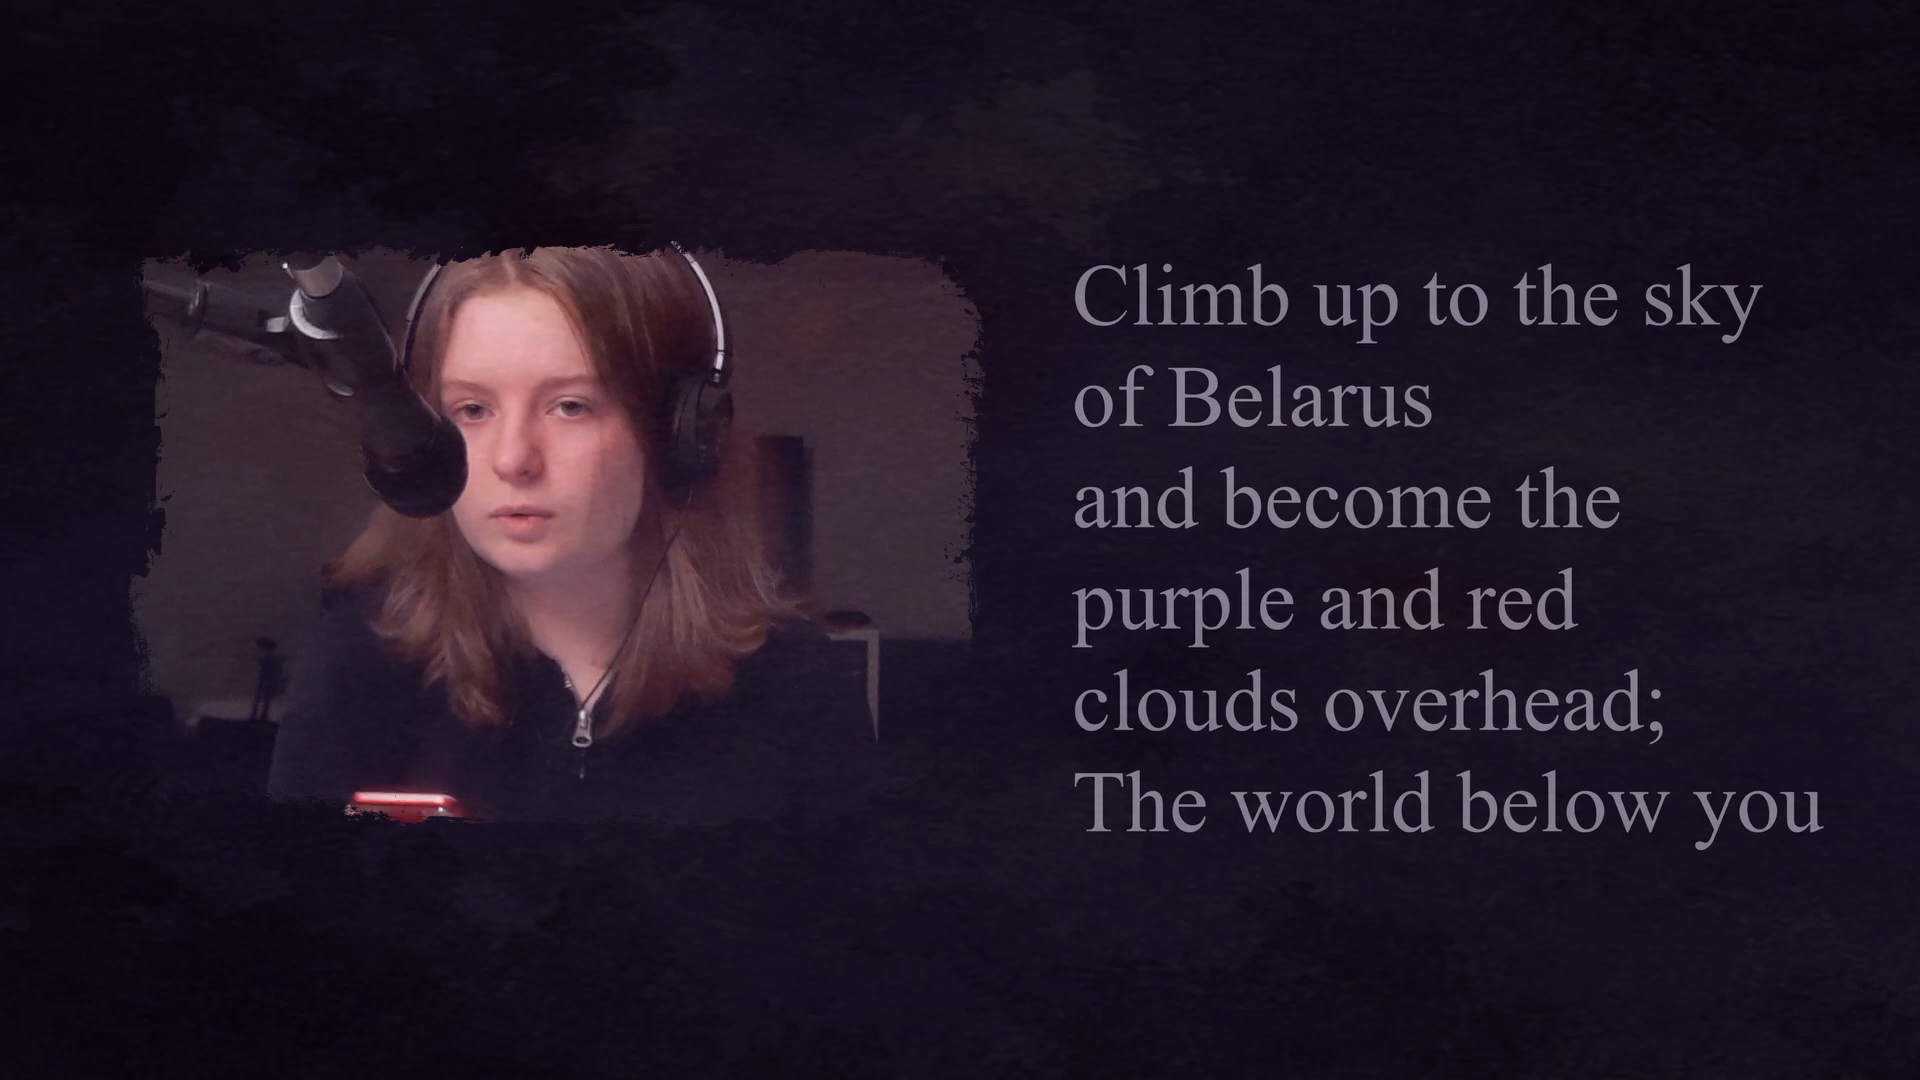 Climb up to the sky
of Belarus
and become the
purple and red
clouds overhead;
The world below you